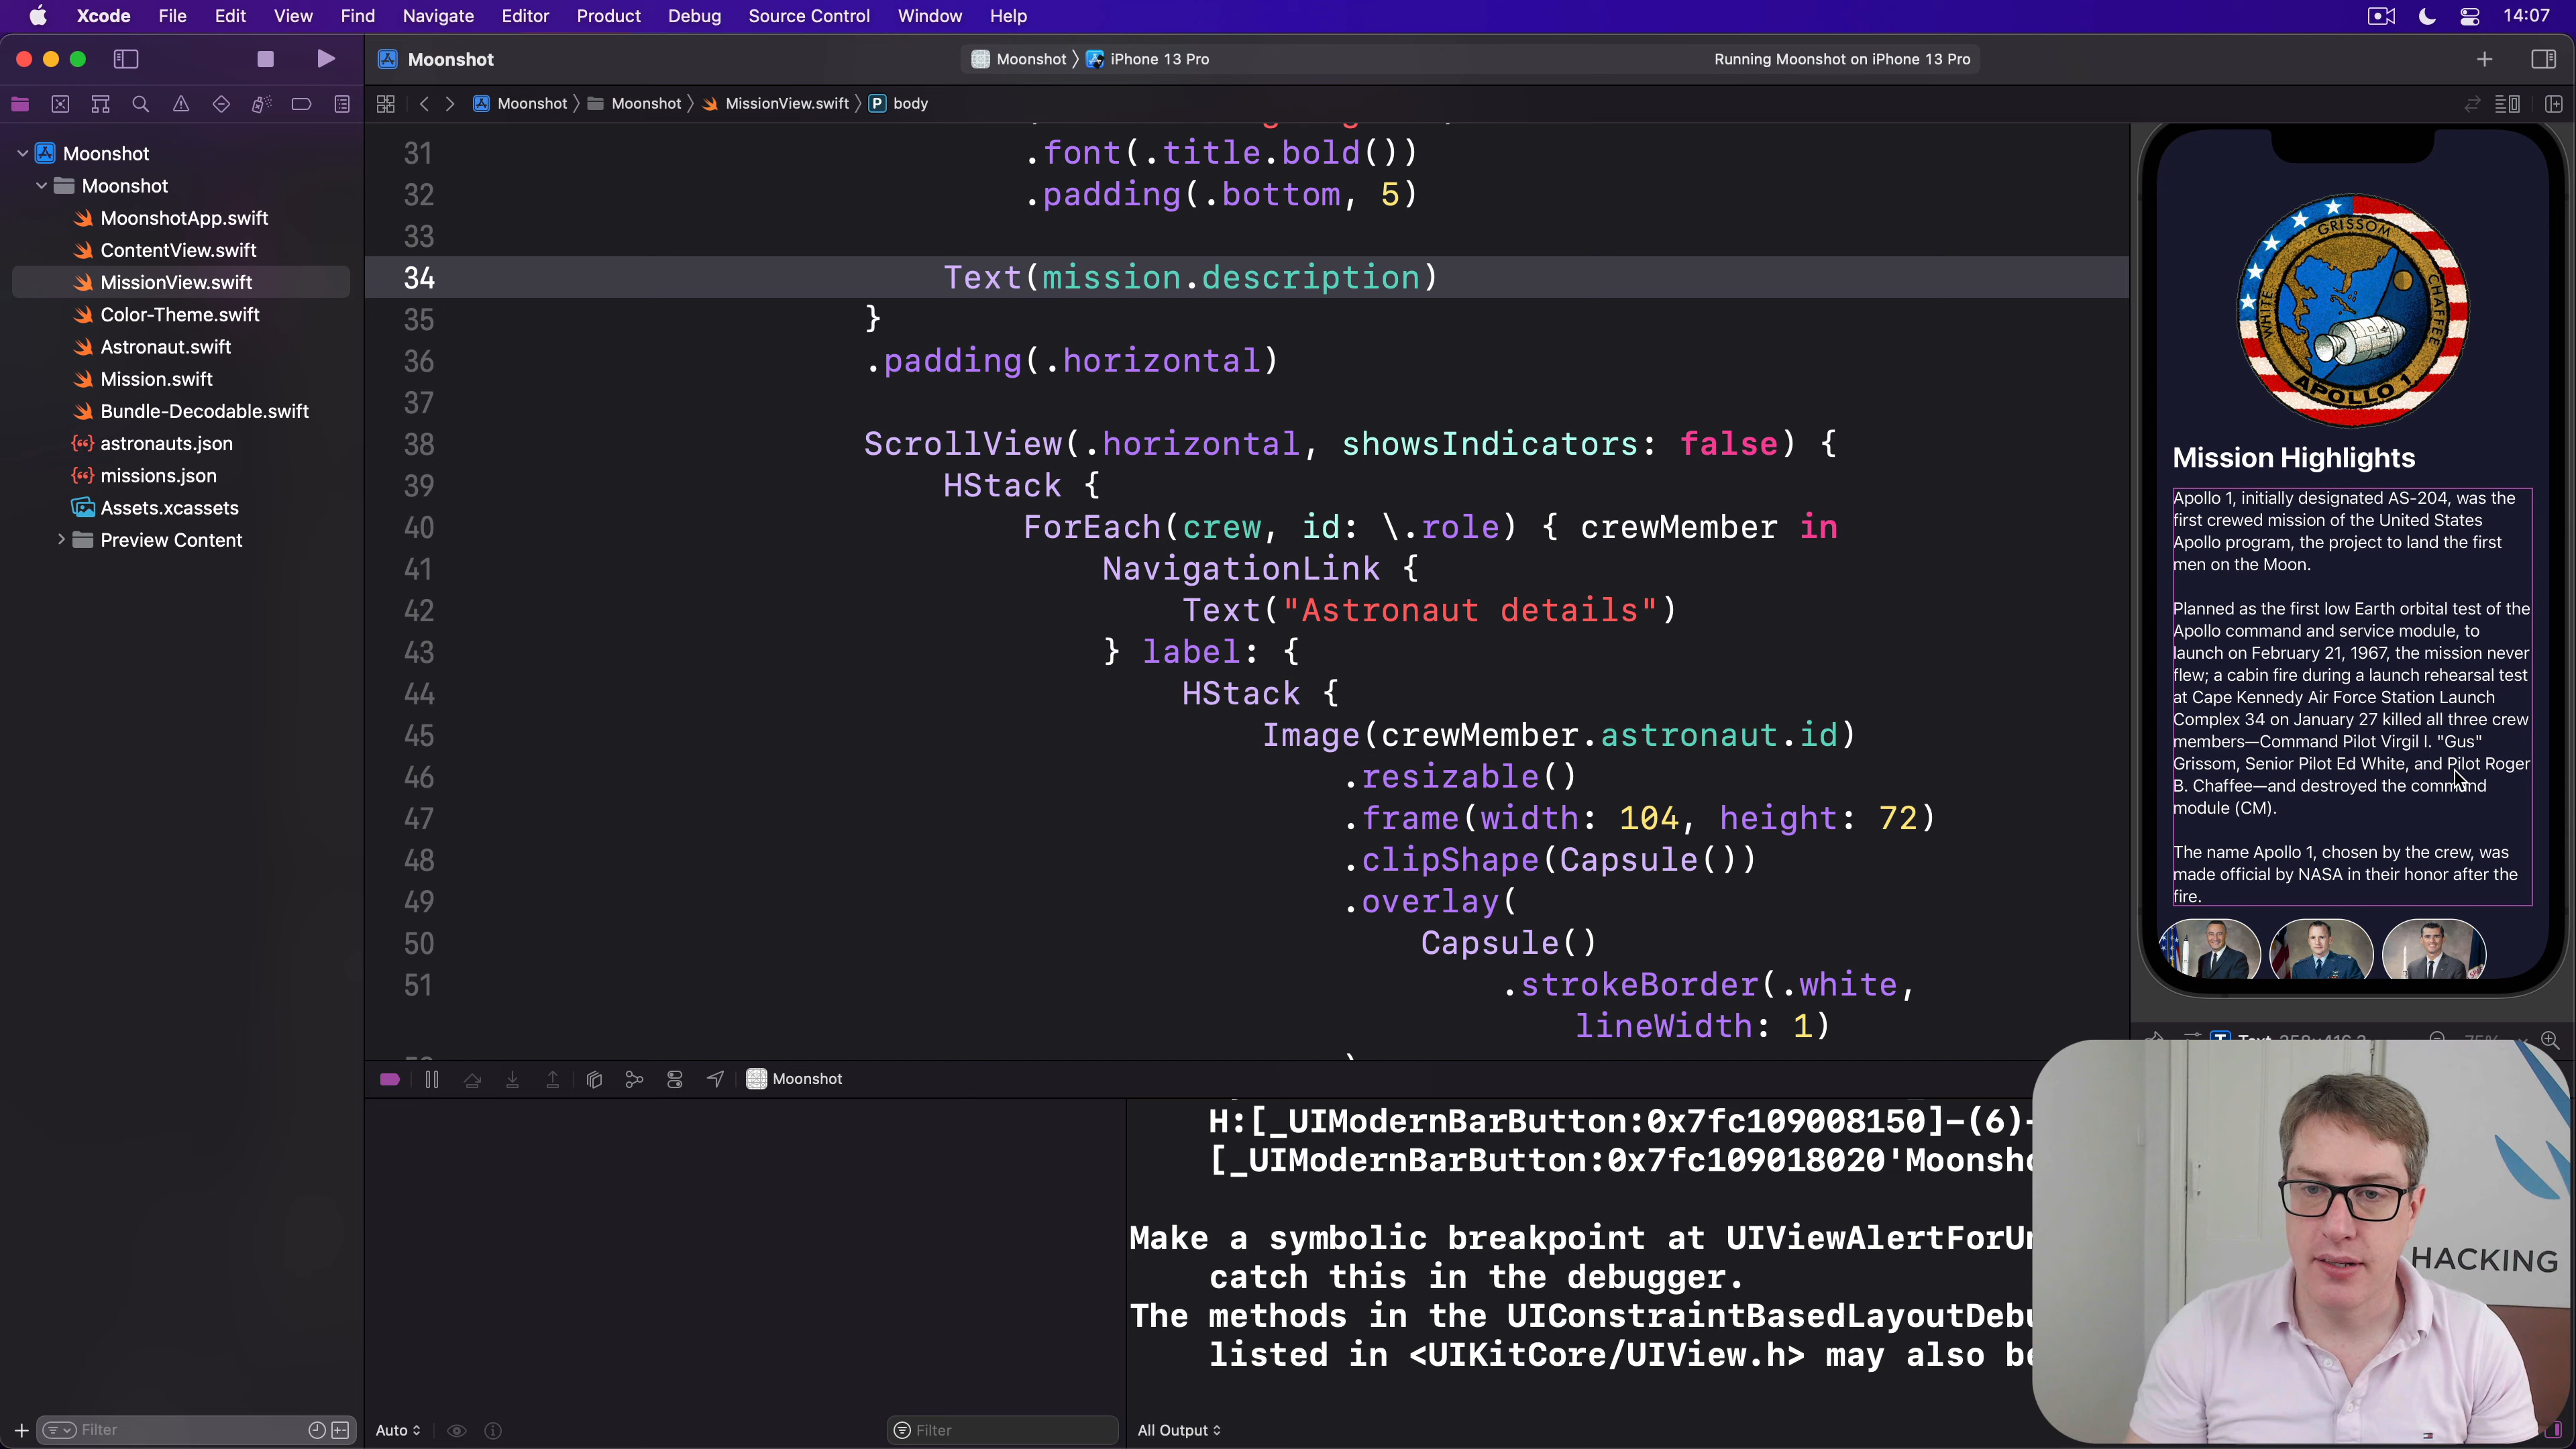 Xcode File Edit View Find Navigate Editor Product Debug Source Control Window Help 14:07
Moonshot
Moonshot iPhone 13 Pro
Running Moonshot on iPhone 13 Pro
Moonshot Moonshot MissionView.swift P body
Moonshot
Moonshot
MoonshotApp.swift
ContentView.swift
MissionView.swift
Color-Theme.swift
Astronaut.swift
Mission.swift
Bundle-Decodable.swift
astronauts.json
missions.json
Assets.xcassets
Preview Content
31 .font(.title.bold())
32 .padding(.bottom, 5)
33
34 Text(mission.description)
35 }
36 .padding(.horizontal)
37
38 ScrollView(.horizontal, showsIndicators: false) {
39 HStack {
40 ForEach(crew, id: \.role) { crewMember in
41 NavigationLink {
42 Text("Astronaut details")
43 } label: {
44 HStack {
45 Image(crewMember.astronaut.id)
46 .resizable()
47 .frame(width: 104, height: 72)
48 .clipShape(Capsule())
49 .overlay(
50 Capsule()
51 .strokeBorder(.white,
lineWidth: 1)
GRISSOM
WHITE
CHAFFEE
APOLLO 1
Mission Highlights
Apollo 1, initially designated AS-204, was the
first crewed mission of the United States
Apollo program, the project to land the first
men on the Moon.
Planned as the first low Earth orbital test of the
Apollo command and service module, to
launch on February 21, 1967, the mission never
flew; a cabin fire during a launch rehearsal test
at Cape Kennedy Air Force Station Launch
Complex 34 on January 27 killed all three crew
members—Command Pilot Virgil I. "Gus"
Grissom, Senior Pilot Ed White, and Pilot Roger
B. Chaffee—and destroyed the command
module (CM).
The name Apollo 1, chosen by the crew, was
made official by NASA in their honor after the
fire.
Moonshot
H:[_UIModernBarButton:0x7fc109008150]-(6)-
[_UIModernBarButton:0x7fc109018020'Moonsho
Make a symbolic breakpoint at UIViewAlertForUn
catch this in the debugger.
The methods in the UIConstraintBasedLayoutDebu
listed in <UIKitCore/UIView.h> may also be
HACKING
Filter
Auto
Filter
All Output